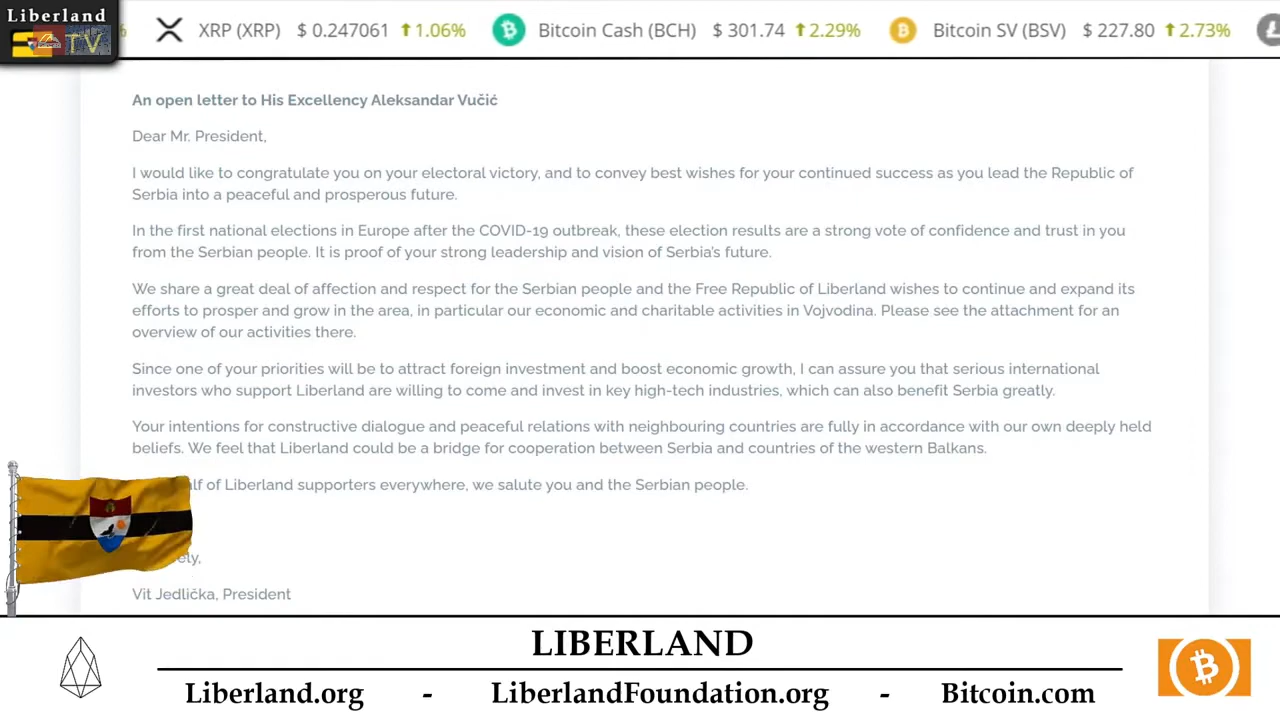 Liberland
TV
% XRP (XRP) $ 0.247061 1.06% Bitcoin Cash (BCH) $ 301.74 2.29% Bitcoin SV (BSV) $ 227.80 2.73%
An open letter to His Excellency Aleksandar Vučić
Dear Mr. President,
I would like to congratulate you on your electoral victory, and to convey best wishes for your continued success as you lead the Republic of
Serbia into a peaceful and prosperous future.
In the first national elections in Europe after the COVID-19 outbreak, these election results are a strong vote of confidence and trust in you
from the Serbian people. It is proof of your strong leadership and vision of Serbia's future.
We share a great deal of affection and respect for the Serbian people and the Free Republic of Liberland wishes to continue and expand its
efforts to prosper and grow in the area, in particular our economic and charitable activities in Vojvodina. Please see the attachment for an
overview of our activities there.
Since one of your priorities will be to attract foreign investment and boost economic growth, I can assure you that serious international
investors who support Liberland are willing to come and invest in key high-tech industries, which can also benefit Serbia greatly.
Your intentions for constructive dialogue and peaceful relations with neighbouring countries are fully in accordance with our own deeply held
beliefs. We feel that Liberland could be a bridge for cooperation between Serbia and countries of the western Balkans.
lf of Liberland supporters everywhere, we salute you and the Serbian people.
ely,
Vit Jedlička, President
LIBERLAND
Liberland.org - LiberlandFoundation.org - Bitcoin.com